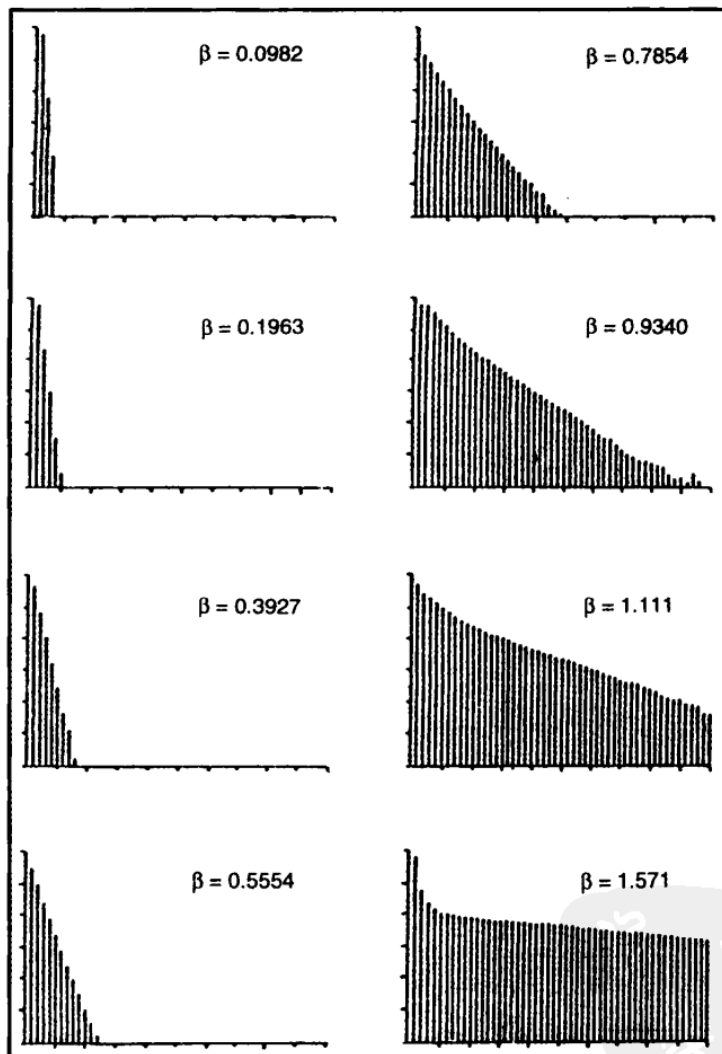 β = 0.0982
β = 0.7854
β = 0.1963
β = 0.9340
β = 0.3927
β = 1.111
β = 0.5554
β = 1.571